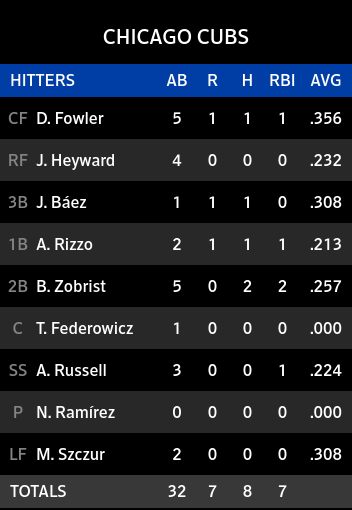 CHICAGO CUBS
HITTERS AB R H RBI AVG
CF D. Fowler 5 1 1 1 .356
RF J. Heyward 4 0 0 0 .232
3B J. Báez 1 1 1 0 .308
1B A. Rizzo 2 1 1 1 .213
2B B. Zobrist 5 0 2 2 .257
C T. Federowicz 1 0 0 0 .000
SS A. Russell 3 0 0 1 .224
P N. Ramírez 0 0 0 0 .000
LF M. Szczur 2 0 0 0 .308
TOTALS 32 7 8 7